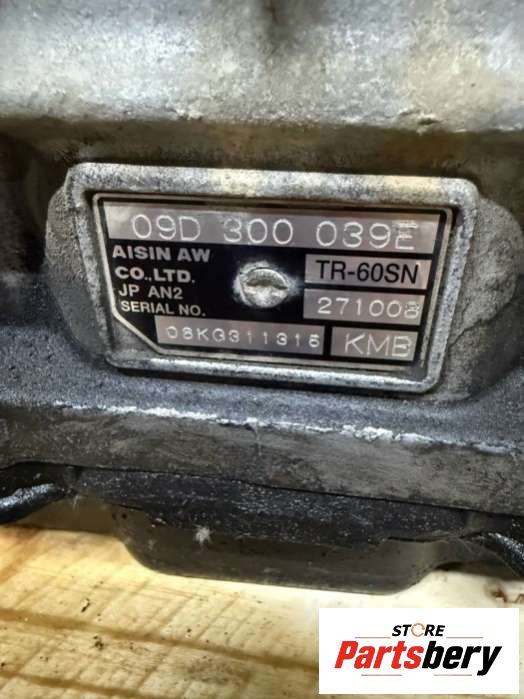 09D 300 039E
AISIN AW
CO.,LTD.
JP AN2
SERIAL NO.
TR-60SN
271008
08KG311315
KMB
STORE
Partsbery